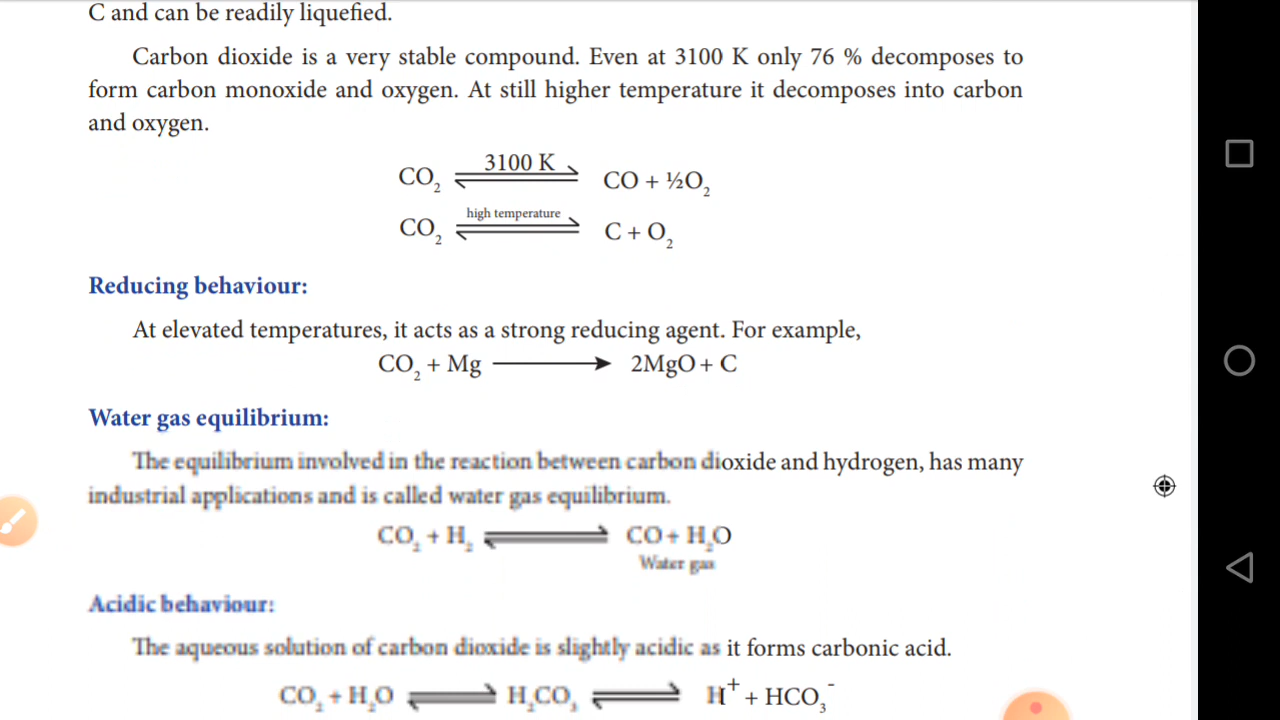 C and can be readily liquefied.
Carbon dioxide is a very stable compound. Even at 3100 K only 76 % decomposes to
form carbon monoxide and oxygen. At still higher temperature it decomposes into carbon
and oxygen.
CO₂ ⇌ 3100 K CO + ½O₂
CO₂ ⇌ high temperature C + O₂
Reducing behaviour:
At elevated temperatures, it acts as a strong reducing agent. For example,
CO₂ + Mg ⟶ 2MgO + C
Water gas equilibrium:
The equilibrium involved in the reaction between carbon dioxide and hydrogen, has many
industrial applications and is called water gas equilibrium.
CO₂ + H₂ ⇌ CO + H₂O
Water gas
Acidic behaviour:
The aqueous solution of carbon dioxide is slightly acidic as it forms carbonic acid.
CO₂ + H₂O ⇌ H₂CO₃ ⇌ H⁺ + HCO₃⁻